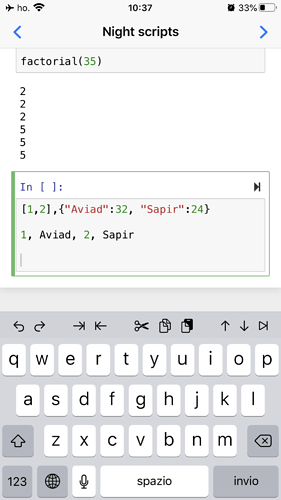 ho. 10:37 33%
Night scripts
factorial(35)
2
2
2
5
5
5
In [ ]:
[1,2],{"Aviad":32, "Sapir":24}
1, Aviad, 2, Sapir
q w e r t y u i o p
a s d f g h j k l
z x c v b n m
123 spazio invio